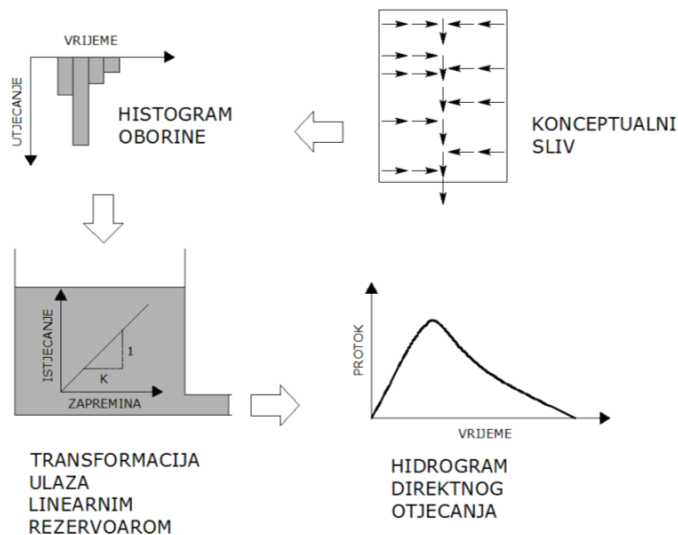 VRIJEME
UTJECANJE
HISTOGRAM
OBORINE
KONCEPTUALNI
SLIV
ISTJECANJE
1
K
ZAPREMINA
TRANSFORMACIJA
ULAZA
LINEARNIM
REZERVOAROM
PROTOK
VRIJEME
HIDROGRAM
DIREKTNOG
OTJECANJA